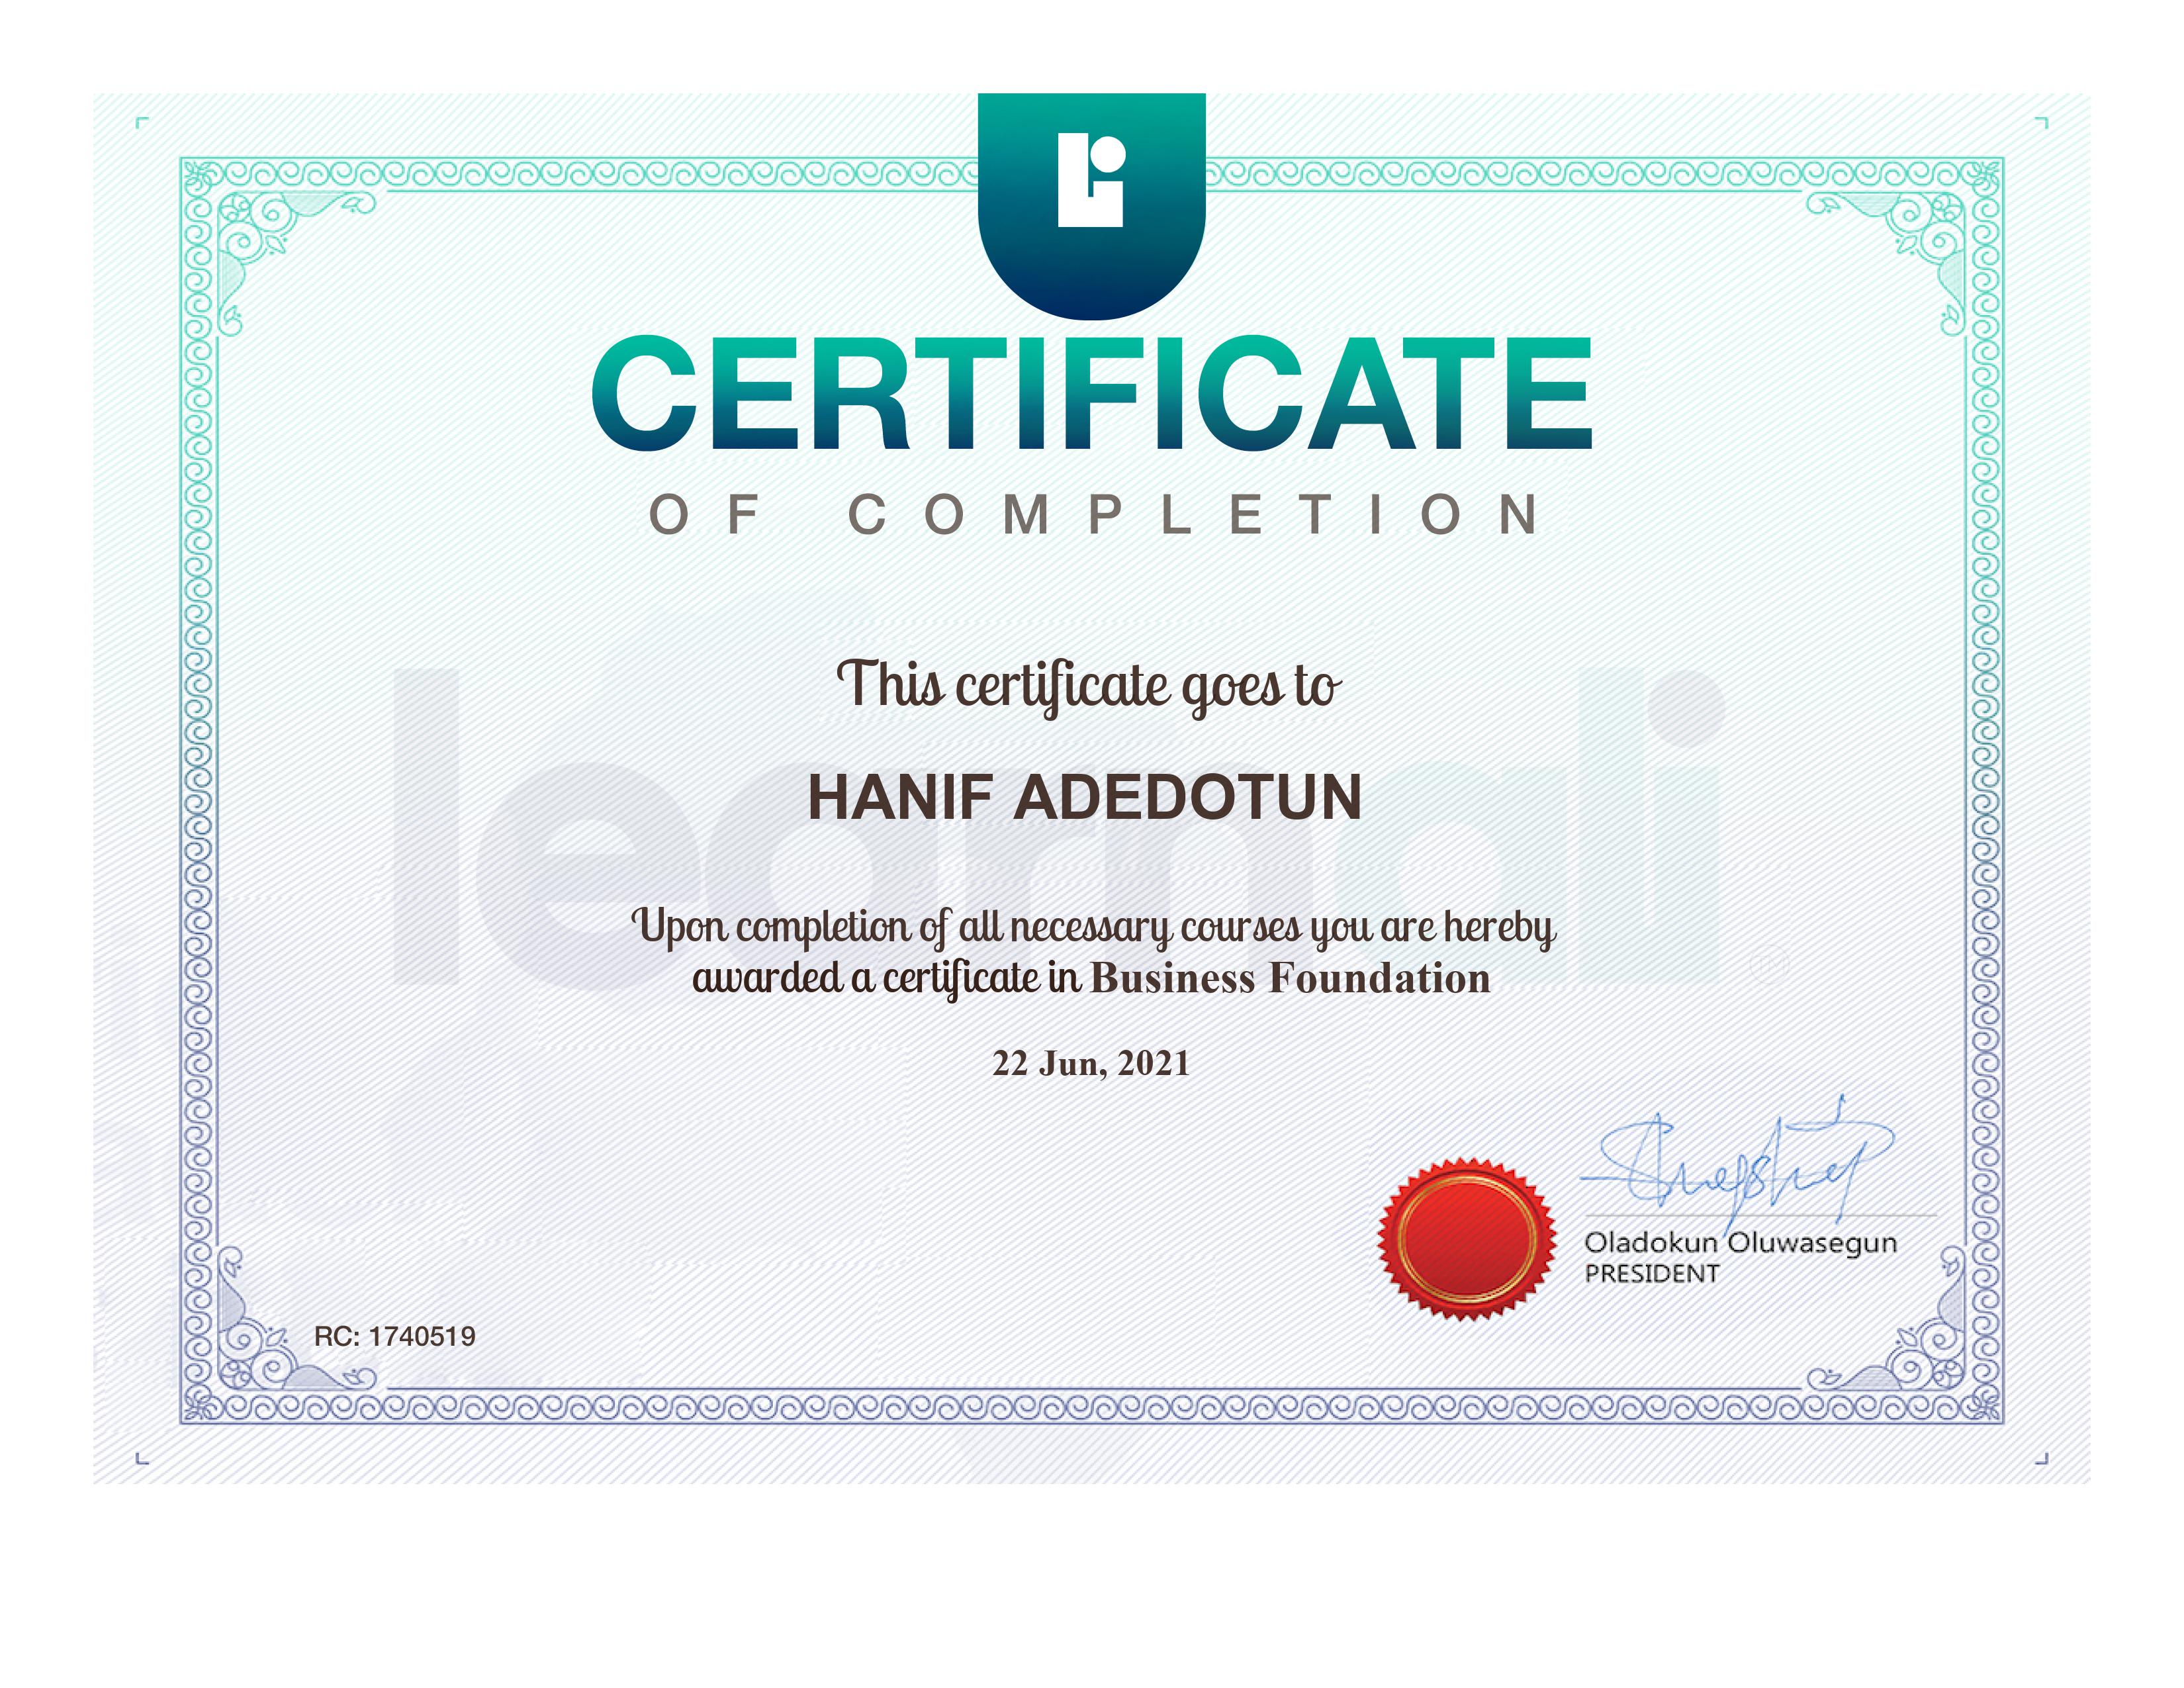 CERTIFICATE
OF COMPLETION
This certificate goes to
HANIF ADEDOTUN
learnali
Upon completion of all necessary courses you are hereby
awarded a certificate in Business Foundation
22 Jun, 2021
Oladokun Oluwasegun
PRESIDENT
RC: 1740519